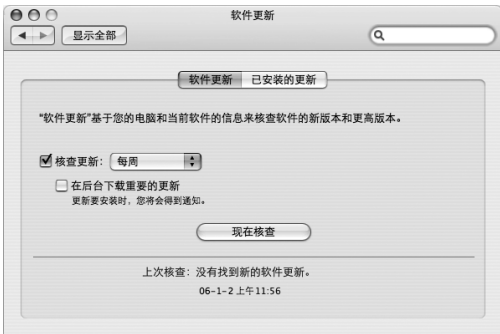 软件更新
显示全部
软件更新 已安装的更新
“软件更新”基于您的电脑和当前软件的信息来核查软件的新版本和更高版本。
核查更新： 每周
在后台下载重要的更新
更新要安装时，您将会得到通知。
现在核查
上次核查：没有找到新的软件更新。
06-1-2 上午11:56